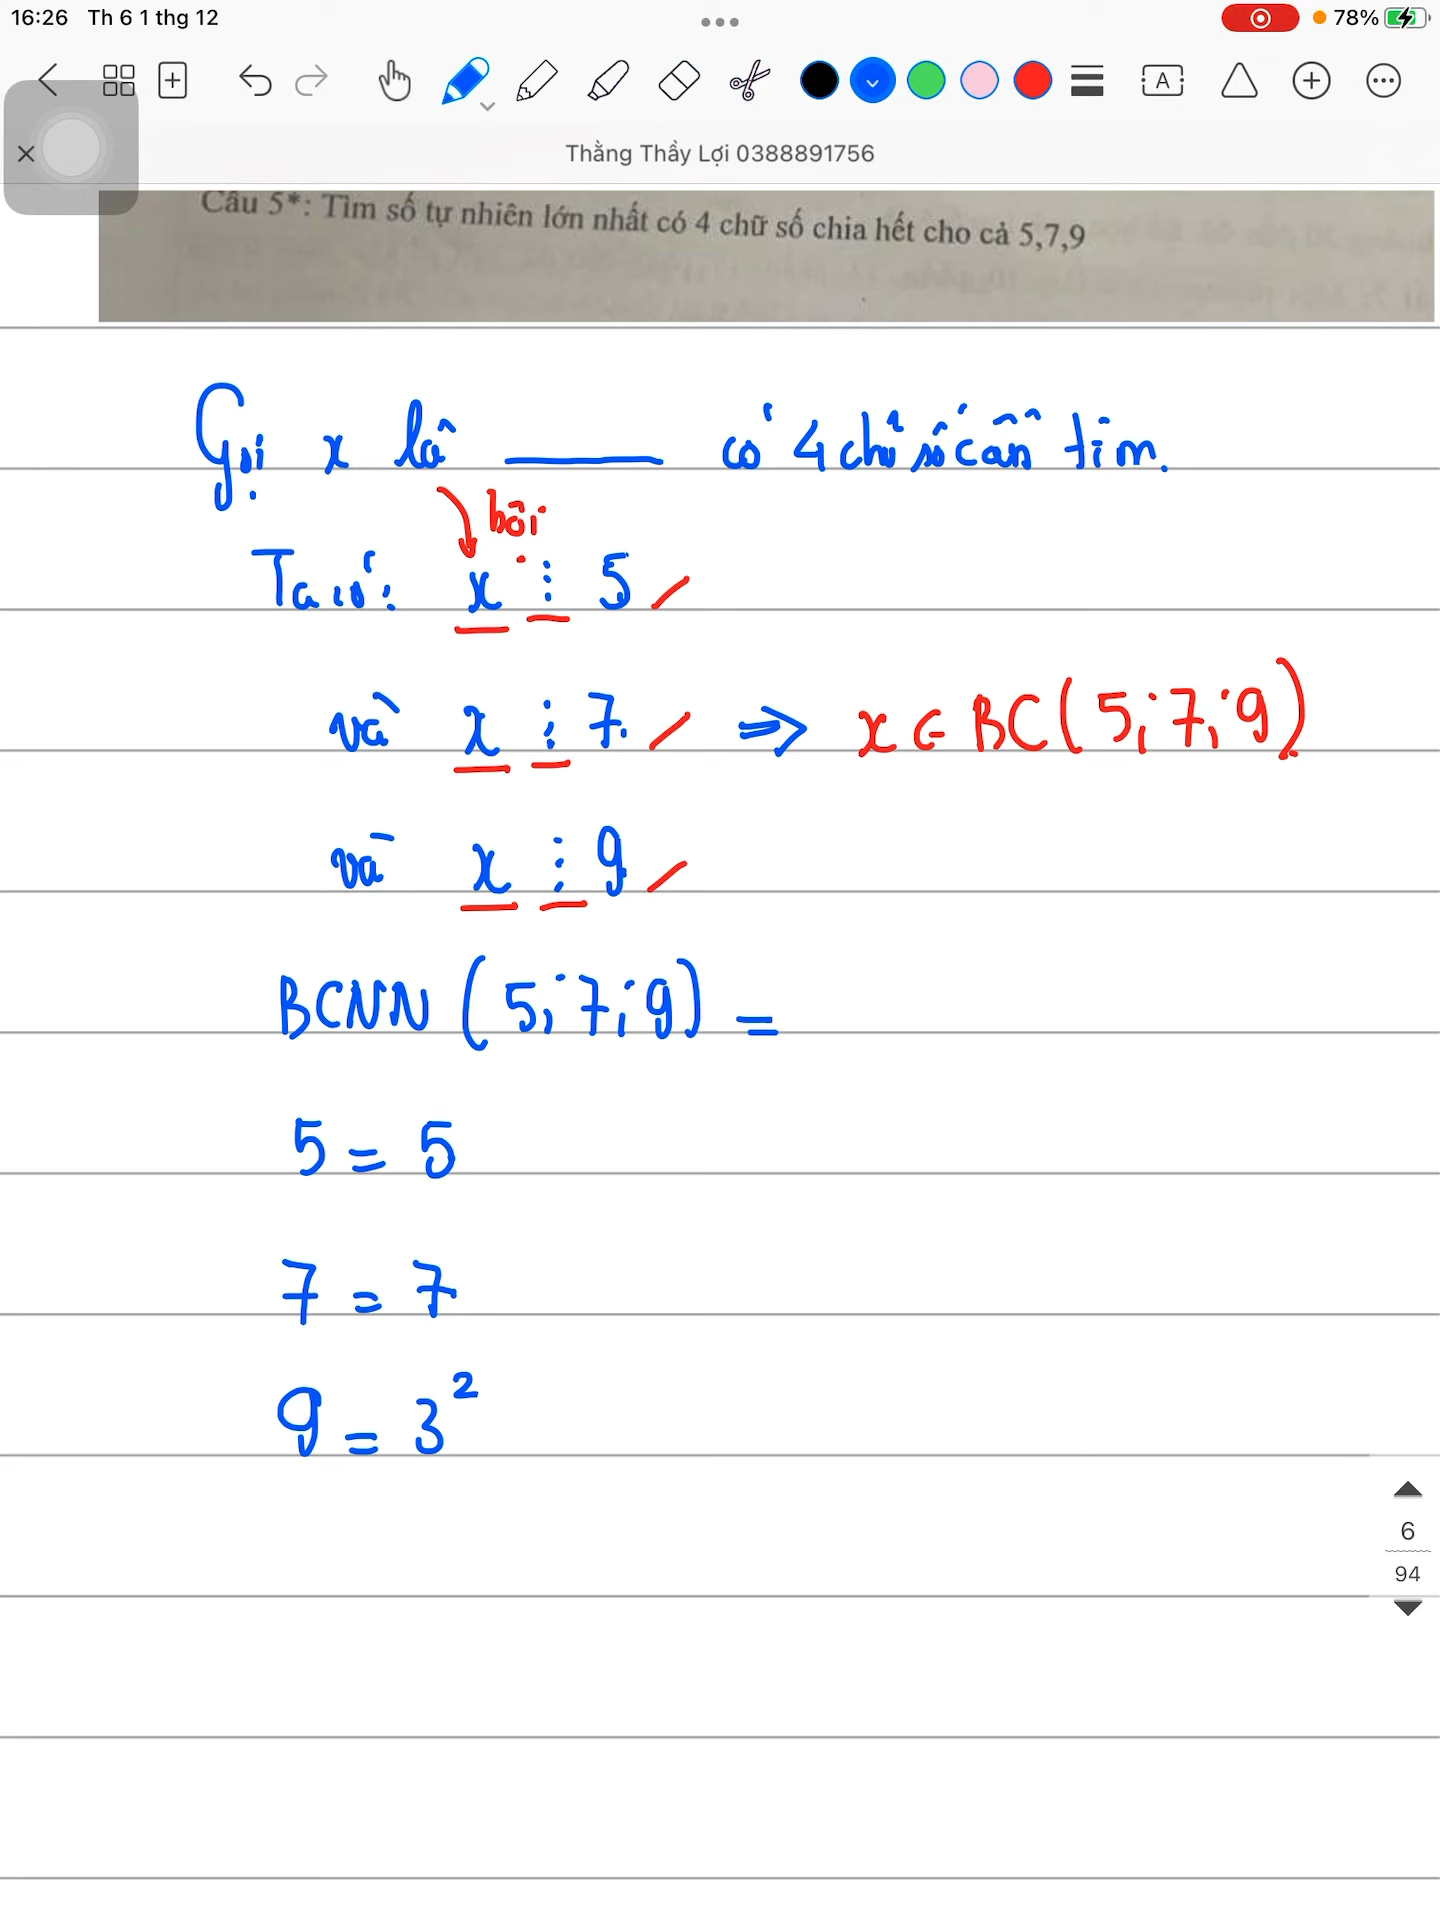 16:26 Th 6 1 thg 12
78%
A
Thằng Thầy Lợi 0388891756
Câu 5*: Tìm số tự nhiên lớn nhất có 4 chữ số chia hết cho cả 5,7,9
Gọi x là ______ có 4 chữ số cần tìm.
bội
Ta có: x ⋮ 5
và x ⋮ 7 ⇒ x ∈ BC(5;7;9)
và x ⋮ 9
BCNN (5;7;9) =
5 = 5
7 = 7
9 = 3²
6
94